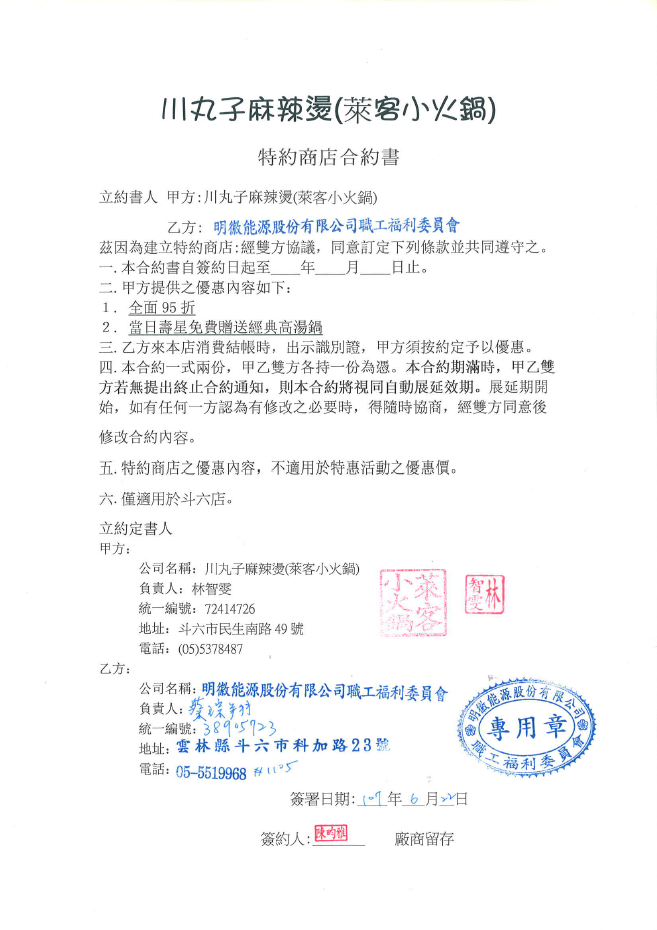 川丸子麻辣燙(萊客小火鍋)
特約商店合約書
立約書人 甲方:川丸子麻辣燙(萊客小火鍋)
乙方: 明徽能源股份有限公司職工福利委員會
茲因為建立特約商店:經雙方協議，同意訂定下列條款並共同遵守之。
一.本合約書自簽約日起至____年____月____日止。
二.甲方提供之優惠內容如下:
1. 全面 95 折
2. 當日壽星免費贈送經典高湯鍋
三.乙方來本店消費結帳時，出示識別證，甲方須按約定予以優惠。
四.本合約一式兩份，甲乙雙方各持一份為憑。本合約期滿時，甲乙雙
方若無提出終止合約通知，則本合約將視同自動展延效期。展延期開
始，如有任何一方認為有修改之必要時，得隨時協商，經雙方同意後
修改合約內容。
五.特約商店之優惠內容，不適用於特惠活動之優惠價。
六.僅適用於斗六店。
立約定書人
甲方:
公司名稱: 川丸子麻辣燙(萊客小火鍋)
負責人: 林智雯
統一編號: 72414726
地址: 斗六市民生南路 49 號
電話: (05)5378487
萊客小火鍋
林智雯
乙方:
公司名稱: 明徽能源股份有限公司職工福利委員會
負責人: 蔡
統一編號: 38905723
地址: 雲林縣斗六市科加路23號
電話: 05-5519968 #1105
明徽能源股份有限公司
專用章
職工福利委員會
簽署日期: 107 年 6 月 22 日
簽約人: 陳昀雅 廠商留存